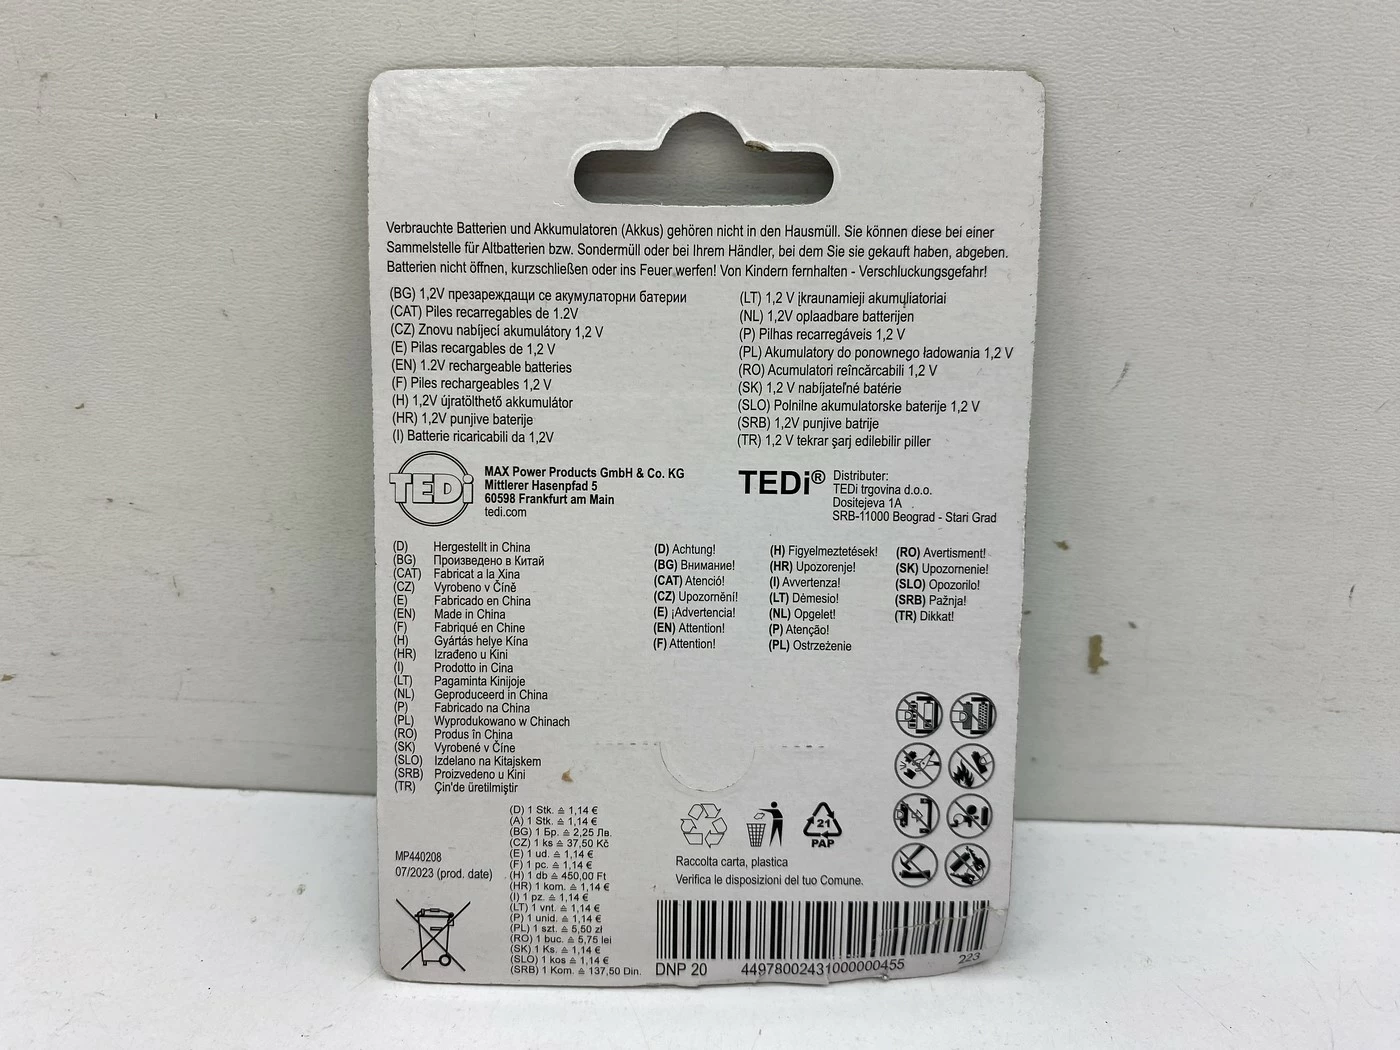 Verbrauchte Batterien und Akkumulatoren (Akkus) gehören nicht in den Hausmüll. Sie können diese bei einer
Sammelstelle für Altbatterien bzw. Sondermüll oder bei Ihrem Händler, bei dem Sie sie gekauft haben, abgeben.
Batterien nicht öffnen, kurzschließen oder ins Feuer werfen! Von Kindern fernhalten - Verschluckungsgefahr!
(BG) 1,2V презареждащи се акумулаторни батерии
(CAT) Piles recarregables de 1.2V
(CZ) Znovu nabíjecí akumulátory 1,2 V
(E) Pilas recargables de 1,2 V
(EN) 1.2V rechargeable batteries
(F) Piles rechargeables 1,2 V
(H) 1,2V újratölthető akkumulátor
(HR) 1,2V punjive baterije
(I) Batterie ricaricabili da 1,2V
(LT) 1,2 V įkraunamieji akumųliatoriai
(NL) 1,2V oplaadbare batterijen
(P) Pilhas recarregáveis 1,2 V
(PL) Akumulatory do ponownego ładowania 1,2 V
(RO) Acumulatori reîncărcabili 1,2 V
(SK) 1,2 V nabíjateľné batérie
(SLO) Polnilne akumulatorske baterije 1,2 V
(SRB) 1,2V punjive batrije
(TR) 1,2 V tekrar şarj edilebilir piller
TEDi
MAX Power Products GmbH & Co. KG
Mittlerer Hasenpfad 5
60598 Frankfurt am Main
tedi.com
TEDi®
Distributer:
TEDi trgovina d.o.o.
Dositejeva 1A
SRB-11000 Beograd - Stari Grad
(D) Hergestellt in China
(BG) Произведено в Китай
(CAT) Fabricat a la Xina
(CZ) Vyrobeno v Číně
(E) Fabricado en China
(EN) Made in China
(F) Fabriqué en Chine
(H) Gyártás helye Kína
(HR) Izrađeno u Kini
(I) Prodotto in Cina
(LT) Pagaminta Kinijoje
(NL) Geproduceerd in China
(P) Fabricado na China
(PL) Wyprodukowano w Chinach
(RO) Produs în China
(SK) Vyrobené v Číne
(SLO) Izdelano na Kitajskem
(SRB) Proizvedeno u Kini
(TR) Çin'de üretilmiştir
(D) Achtung!
(BG) Внимание!
(CAT) Atenció!
(CZ) Upozornění!
(E) ¡Advertencia!
(EN) Attention!
(F) Attention!
(H) Figyelmeztetések!
(HR) Upozorenje!
(I) Avvertenza!
(LT) Dėmesio!
(NL) Opgelet!
(P) Atenção!
(PL) Ostrzeżenie
(RO) Avertisment!
(SK) Upozornenie!
(SLO) Opozorilo!
(SRB) Pažnja!
(TR) Dikkat!
MP440208
07/2023 (prod. date)
(D) 1 Stk. ≙ 1,14 €
(A) 1 Stk. ≙ 1,14 €
(BG) 1 Бр. ≙ 2,25 Лв.
(CZ) 1 ks ≙ 37,50 Kč
(E) 1 ud. ≙ 1,14 €
(F) 1 pc. ≙ 1,14 €
(H) 1 db ≙ 450,00 Ft
(HR) 1 kom. ≙ 1,14 €
(I) 1 pz. ≙ 1,14 €
(LT) 1 vnt. ≙ 1,14 €
(P) 1 unid. ≙ 1,14 €
(PL) 1 szt. ≙ 5,50 zł
(RO) 1 buc. ≙ 5,75 lei
(SK) 1 Ks. ≙ 1,14 €
(SLO) 1 kos ≙ 1,14 €
(SRB) 1 Kom. ≙ 137,50 Din.
21
PAP
Raccolta carta, plastica
Verifica le disposizioni del tuo Comune.
DNP 20 44978002431000000455 223